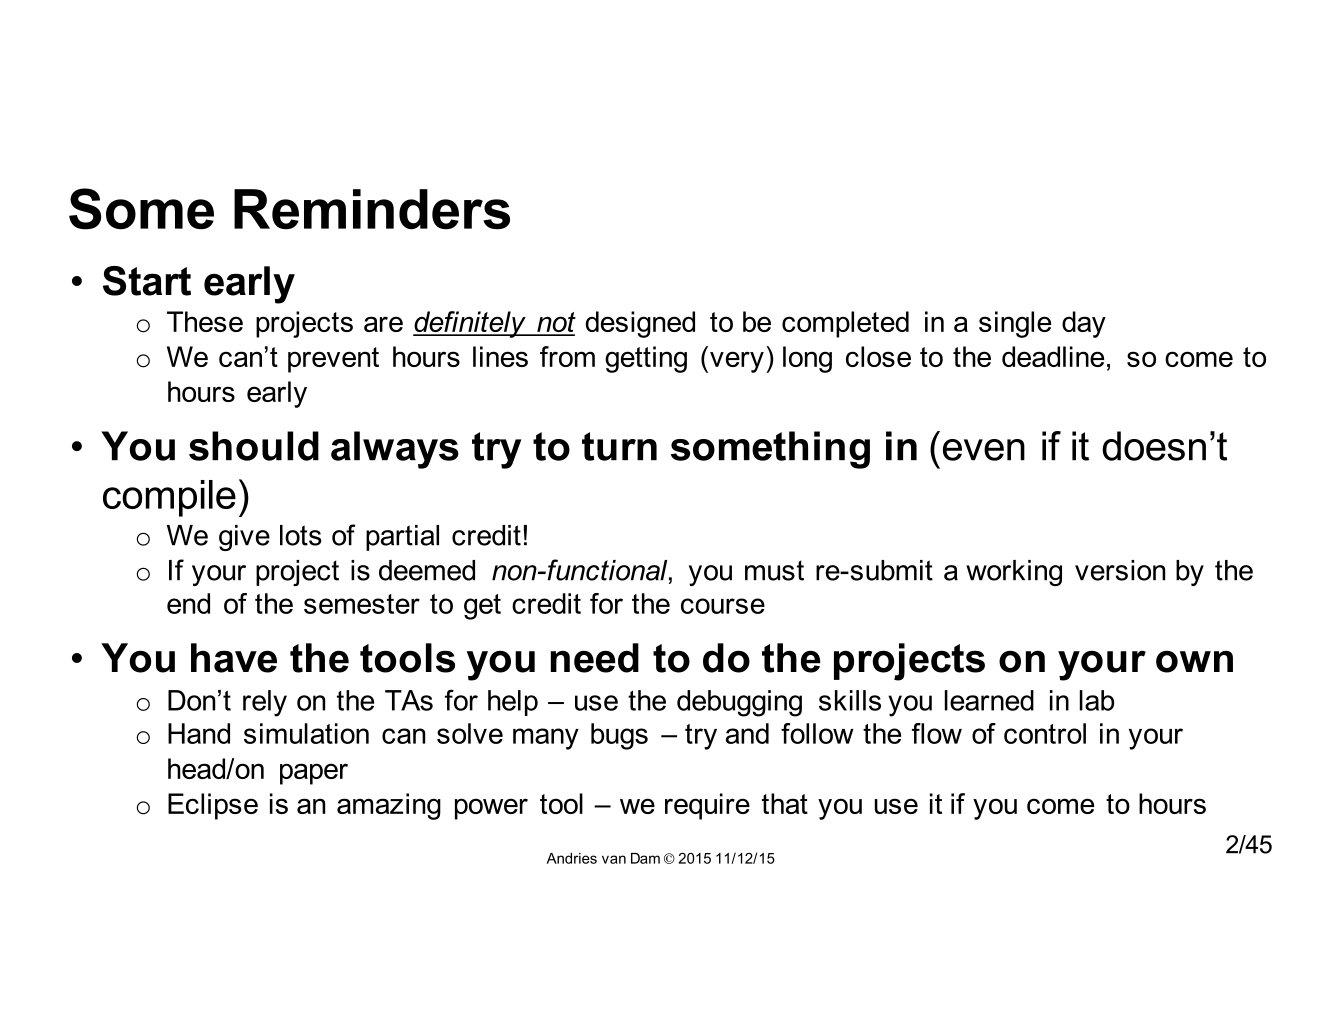 Some Reminders
• Start early
o These projects are definitely not designed to be completed in a single day
o We can’t prevent hours lines from getting (very) long close to the deadline, so come to
hours early
• You should always try to turn something in (even if it doesn’t
compile)
o We give lots of partial credit!
o If your project is deemed non-functional, you must re-submit a working version by the
end of the semester to get credit for the course
• You have the tools you need to do the projects on your own
o Don’t rely on the TAs for help – use the debugging skills you learned in lab
o Hand simulation can solve many bugs – try and follow the flow of control in your
head/on paper
o Eclipse is an amazing power tool – we require that you use it if you come to hours
2/45
Andries van Dam © 2015 11/12/15